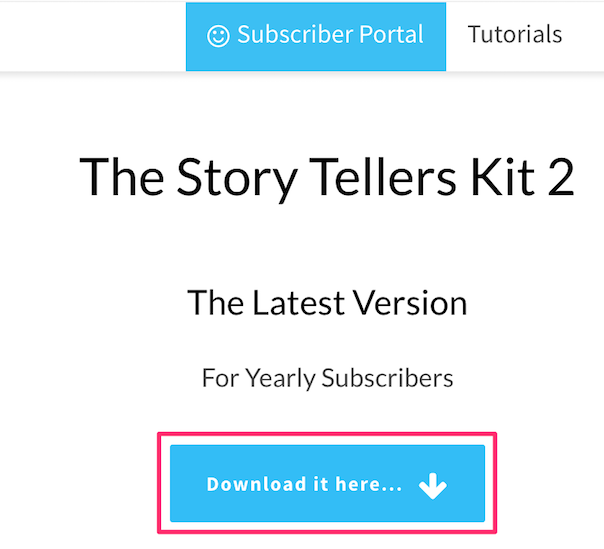 Subscriber Portal Tutorials
The Story Tellers Kit 2
The Latest Version
For Yearly Subscribers
Download it here...